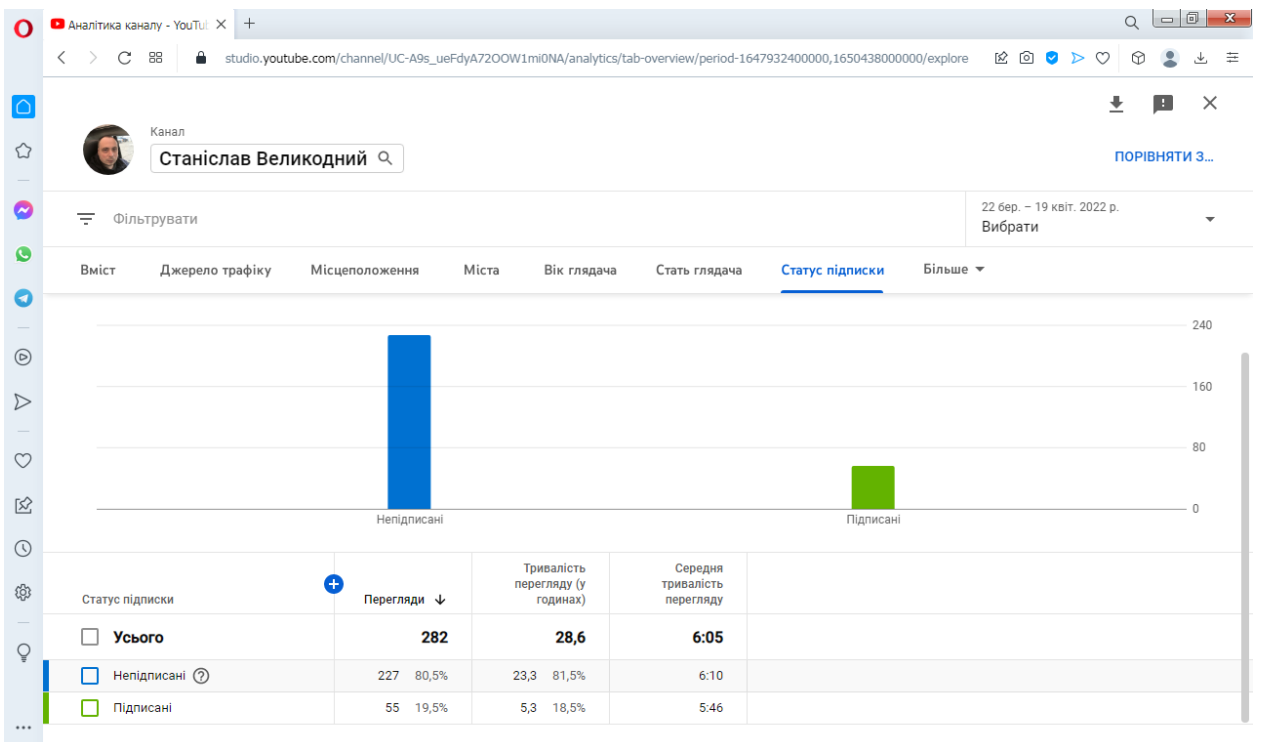 Аналітика каналу - YouTu
studio.youtube.com/channel/UC-A9s_ueFdyA72OOW1mi0NA/analytics/tab-overview/period-1647932400000,1650438000000/explore
Канал
Станіслав Великодний
ПОРІВНЯТИ З...
Фільтрувати
22 бер. – 19 квіт. 2022 р.
Вибрати
Вміст Джерело трафіку Місцеположення Міста Вік глядача Стать глядача Статус підписки Більше
240
160
80
0
Непідписані Підписані
Статус підписки Перегляди Тривалість перегляду (у годинах) Середня тривалість перегляду
Усього 282 28,6 6:05
Непідписані 227 80,5% 23,3 81,5% 6:10
Підписані 55 19,5% 5,3 18,5% 5:46